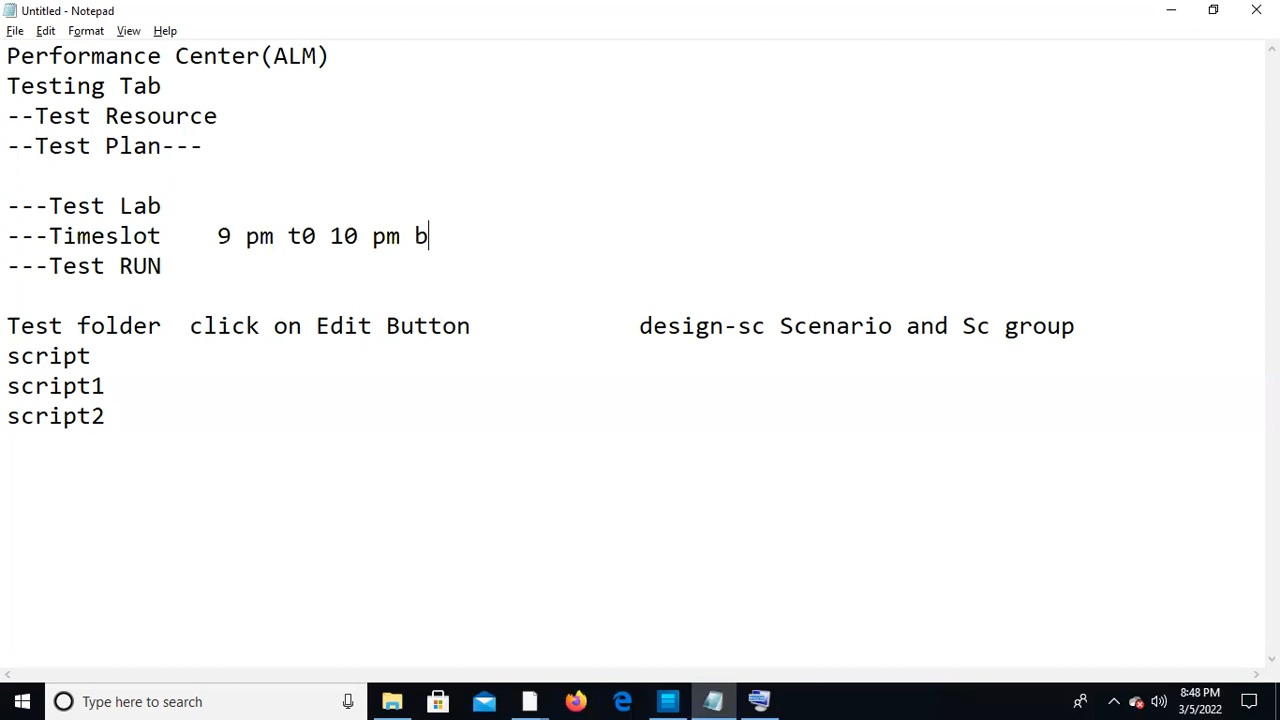 Untitled - Notepad
File Edit Format View Help
Performance Center(ALM)
Testing Tab
--Test Resource
--Test Plan---
---Test Lab
---Timeslot 9 pm t0 10 pm b
---Test RUN
Test folder click on Edit Button design-sc Scenario and Sc group
script
script1
script2
Type here to search
8:48 PM
3/5/2022